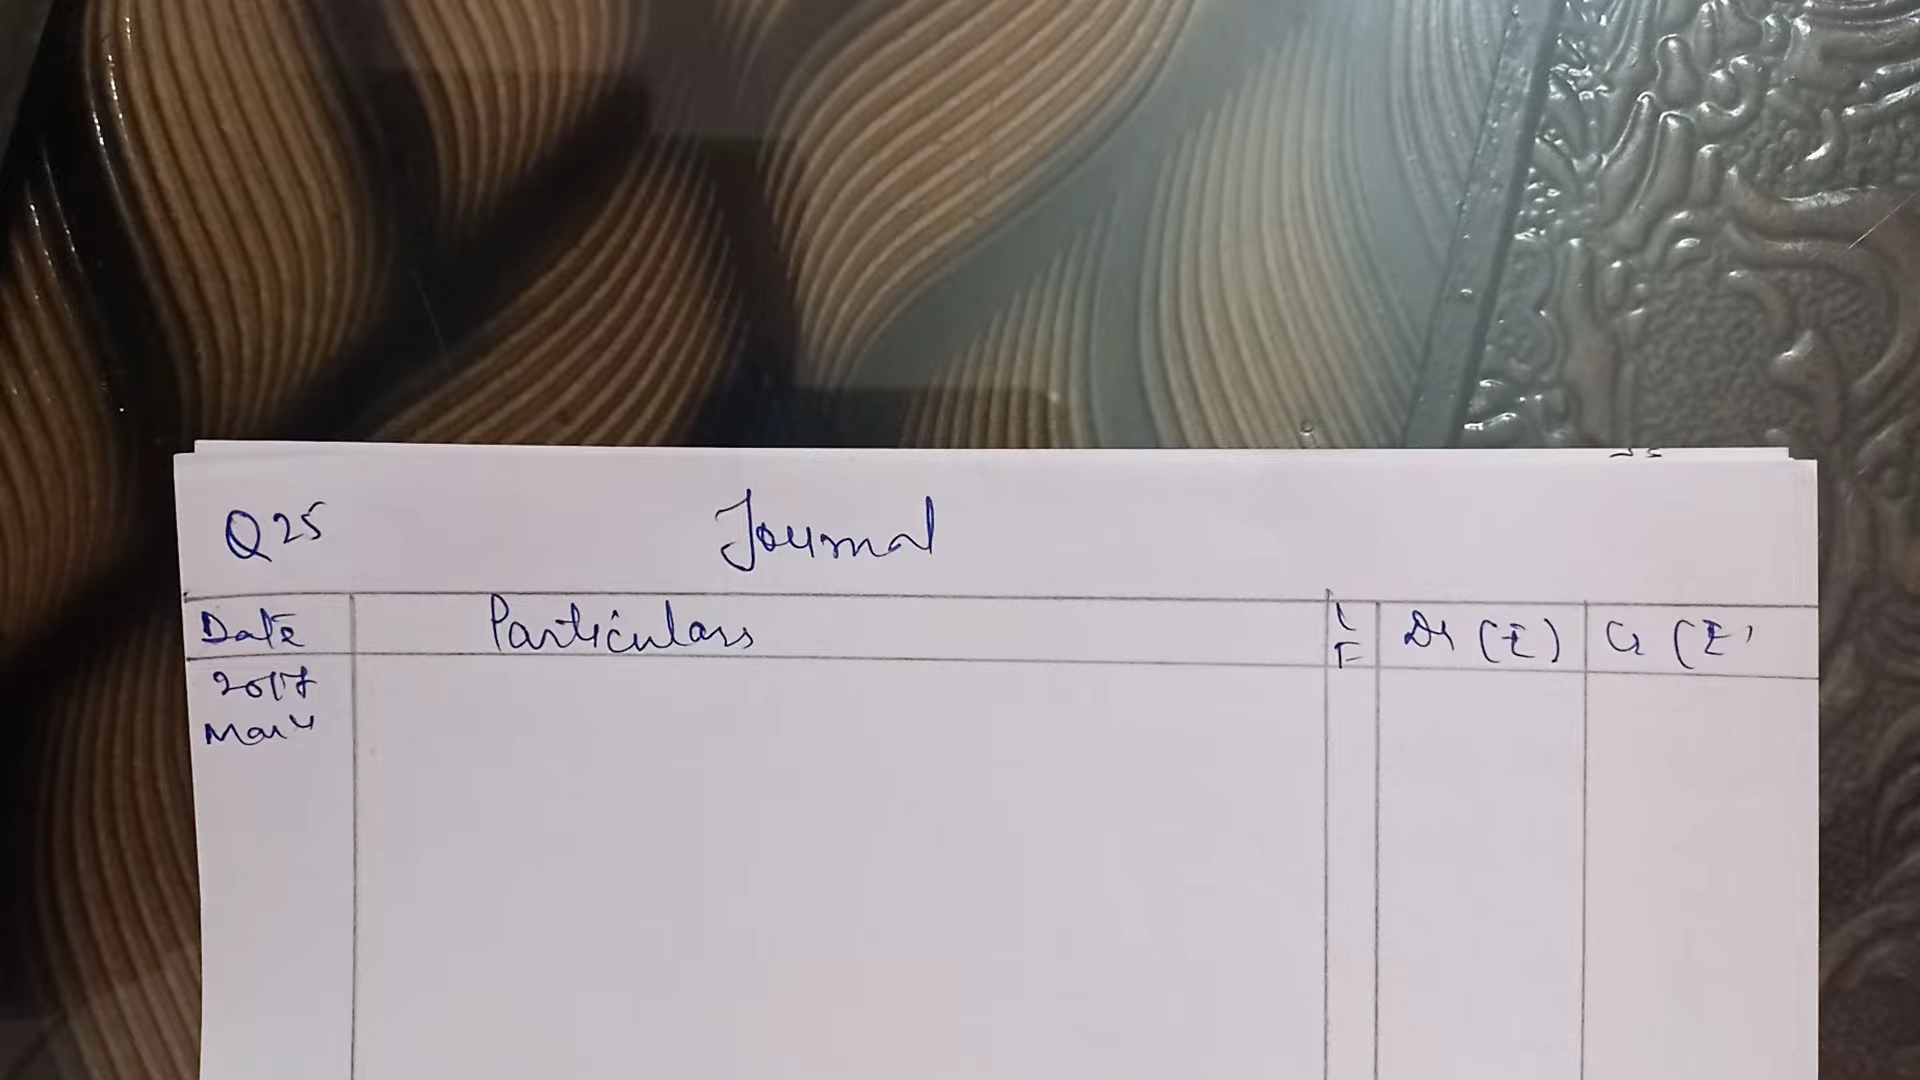 Q25 Journal
Date Particulars L F Dr (₹) Cr (₹)
2017
Mar 4